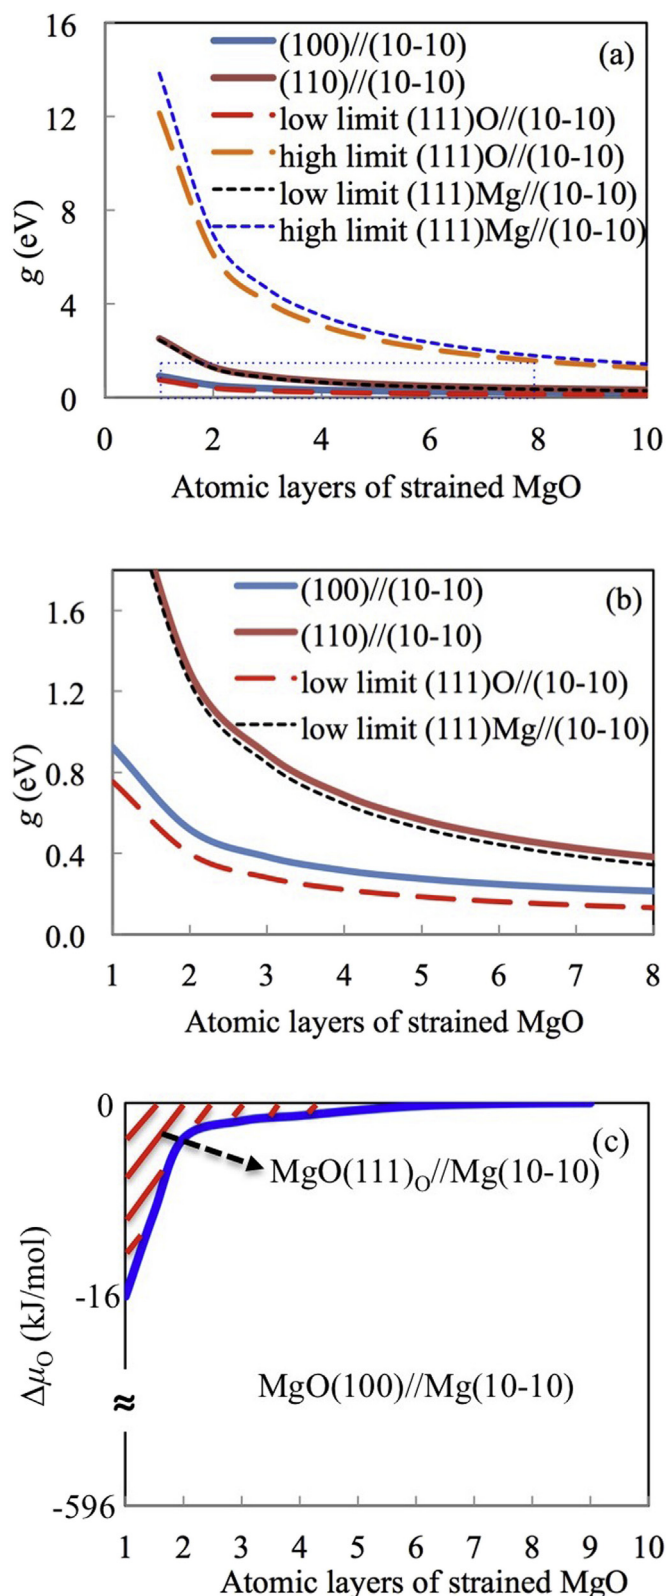 16
(100)//(10-10)
(a)
(110)//(10-10)
12
low limit (111)O//(10-10)
high limit (111)O//(10-10)
8
low limit (111)Mg//(10-10)
high limit (111)Mg//(10-10)
g (eV)
4
0
0 2 4 6 8 10
Atomic layers of strained MgO
(100)//(10-10)
(b)
1.6
(110)//(10-10)
low limit (111)O//(10-10)
1.2
low limit (111)Mg//(10-10)
g (eV)
0.8
0.4
0.0
1 2 3 4 5 6 7 8
Atomic layers of strained MgO
0
(c)
MgO(111)O//Mg(10-10)
ΔμO (kJ/mol)
-16
MgO(100)//Mg(10-10)
≈
-596
1 2 3 4 5 6 7 8 9 10
Atomic layers of strained MgO